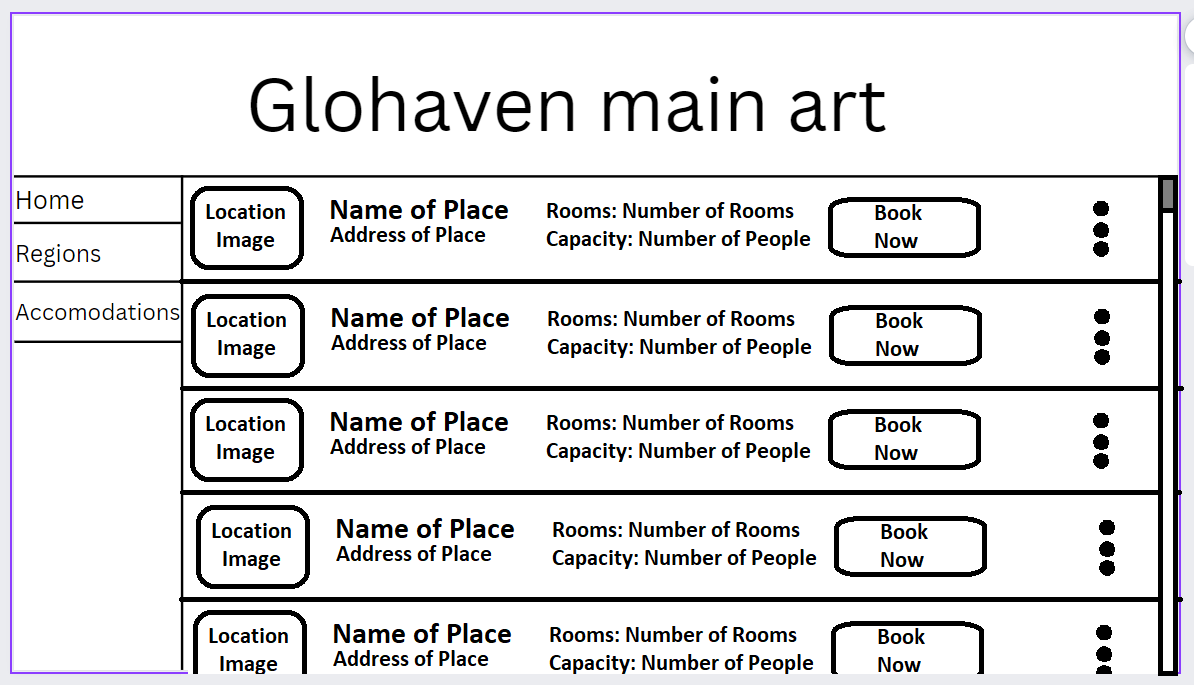 Glohaven main art
Home
Regions
Accomodations
Location
Image
Name of Place
Address of Place
Rooms: Number of Rooms
Capacity: Number of People
Book
Now
Location
Image
Name of Place
Address of Place
Rooms: Number of Rooms
Capacity: Number of People
Book
Now
Location
Image
Name of Place
Address of Place
Rooms: Number of Rooms
Capacity: Number of People
Book
Now
Location
Image
Name of Place
Address of Place
Rooms: Number of Rooms
Capacity: Number of People
Book
Now
Location
Image
Name of Place
Address of Place
Rooms: Number of Rooms
Capacity: Number of People
Book
Now